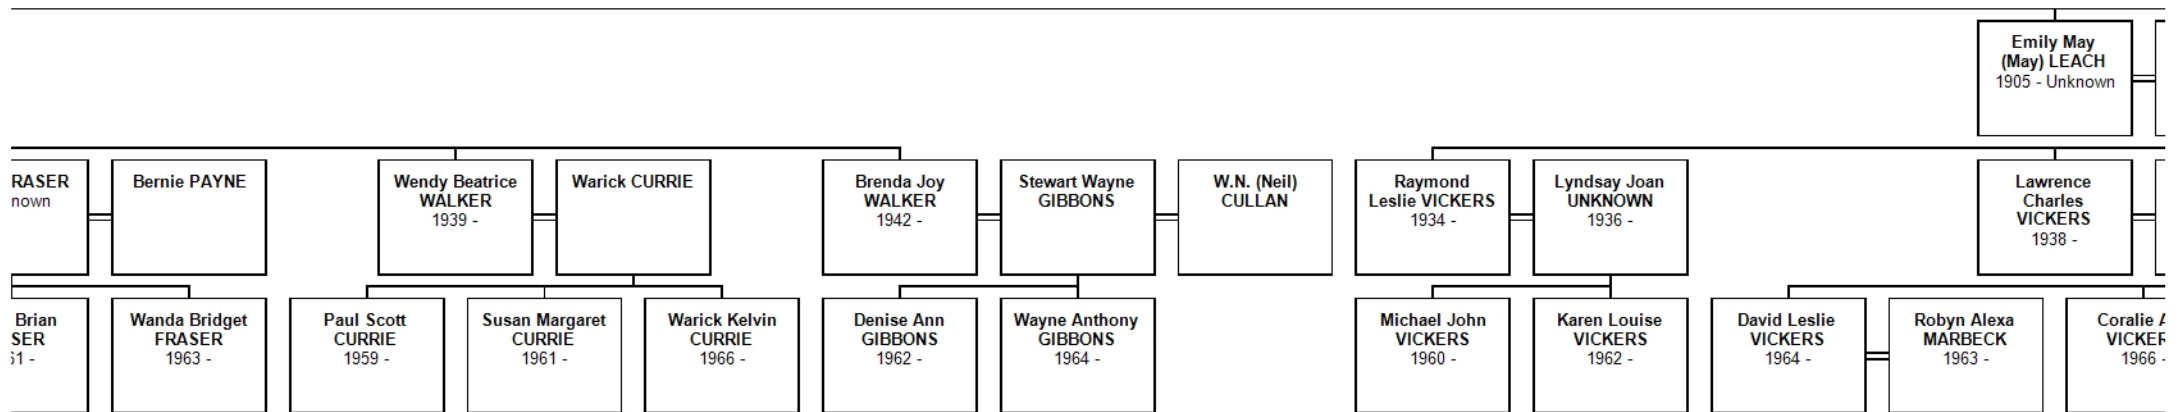 Emily May
(May) LEACH
1905 - Unknown
Bernie PAYNE
Wendy Beatrice
WALKER
1939 -
Warick CURRIE
Brenda Joy
WALKER
1942 -
Stewart Wayne
GIBBONS
W.N. (Neil)
CULLAN
Raymond
Leslie VICKERS
1934 -
Lyndsay Joan
UNKNOWN
1936 -
Lawrence
Charles
VICKERS
1938 -
Brian
Wanda Bridget
FRASER
1963 -
Paul Scott
CURRIE
1959 -
Susan Margaret
CURRIE
1961 -
Warick Kelvin
CURRIE
1966 -
Denise Ann
GIBBONS
1962 -
Wayne Anthony
GIBBONS
1964 -
Michael John
VICKERS
1960 -
Karen Louise
VICKERS
1962 -
David Leslie
VICKERS
1964 -
Robyn Alexa
MARBECK
1963 -
Coralie
1966 -